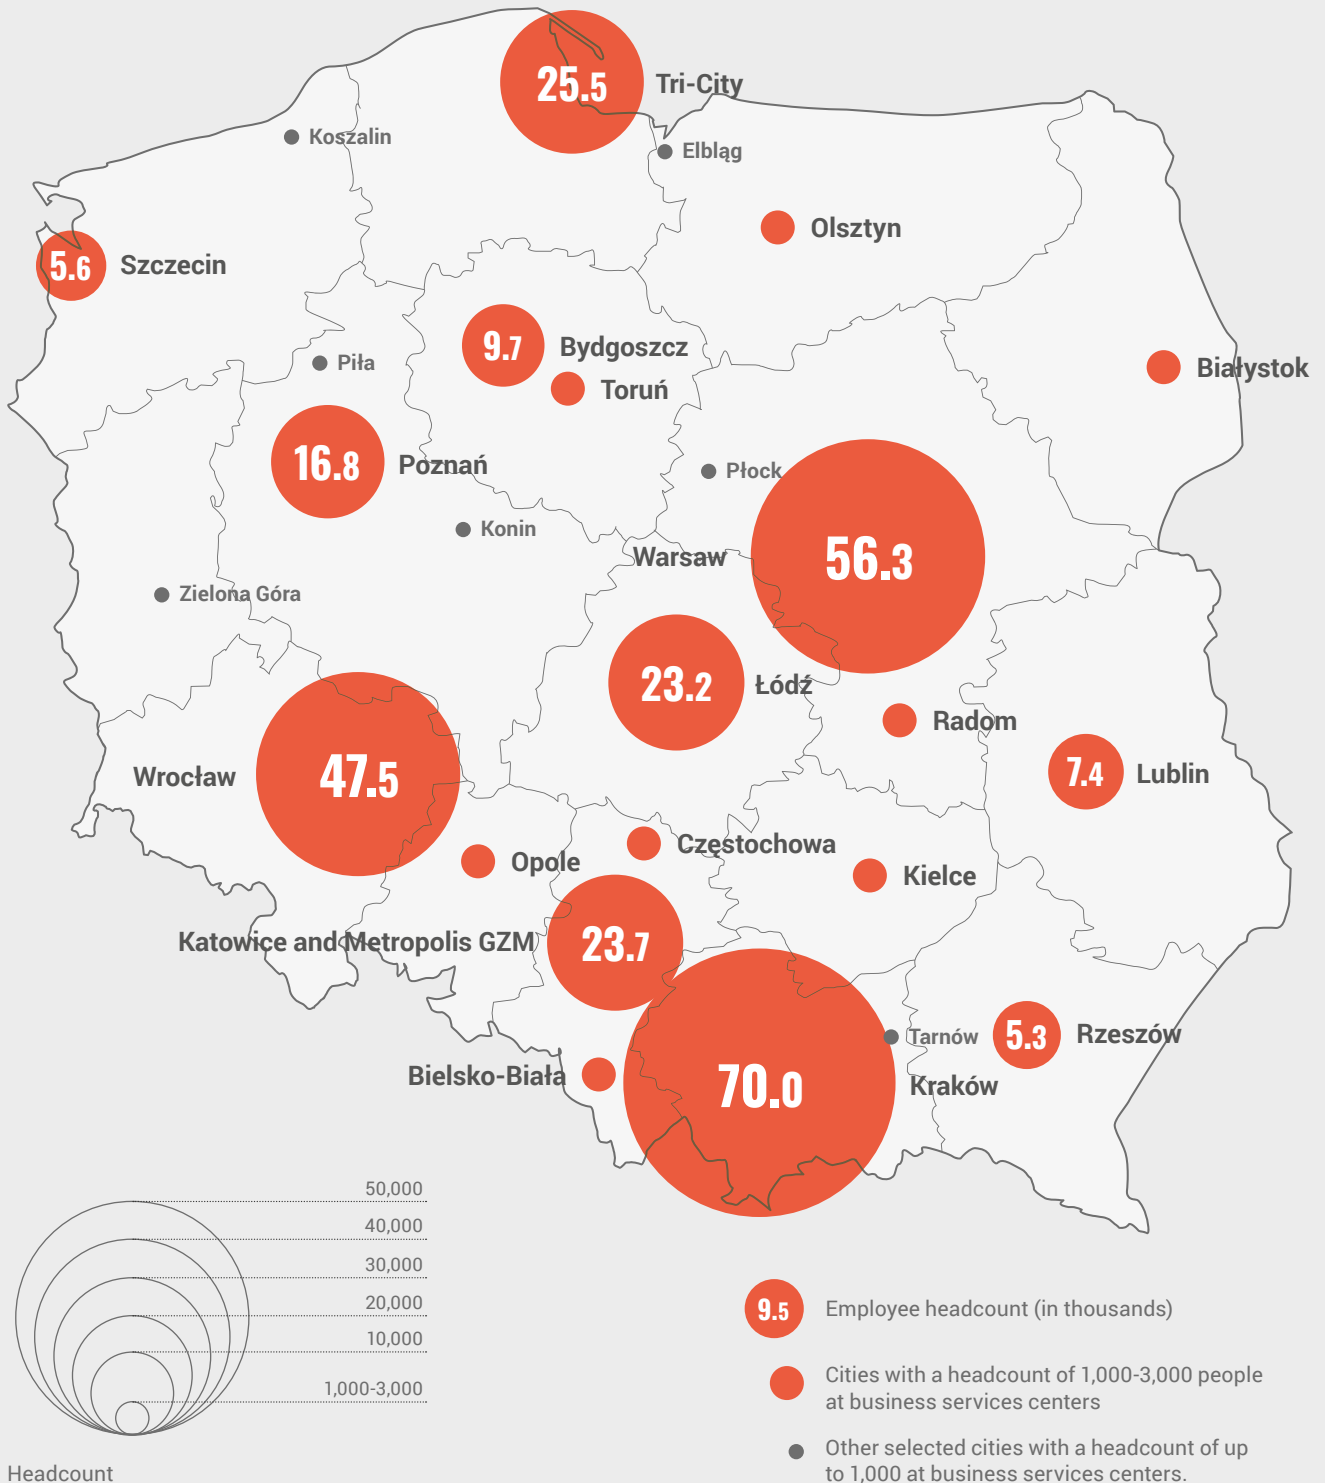 25.5
Tri-City
Koszalin
Elbląg
Olsztyn
5.6
Szczecin
9.7
Bydgoszcz
Piła
Toruń
Białystok
16.8
Poznań
Płock
Konin
Warsaw
56.3
Zielona Góra
23.2
Łódź
Radom
Wrocław
47.5
7.4
Lublin
Częstochowa
Opole
Kielce
Katowice and Metropolis GZM
23.7
Tarnów
5.3
Rzeszów
Bielsko-Biała
70.0
Kraków
50,000
40,000
30,000
20,000
10,000
1,000-3,000
Headcount
9.5
Employee headcount (in thousands)
Cities with a headcount of 1,000-3,000 people
at business services centers
Other selected cities with a headcount of up
to 1,000 at business services centers.